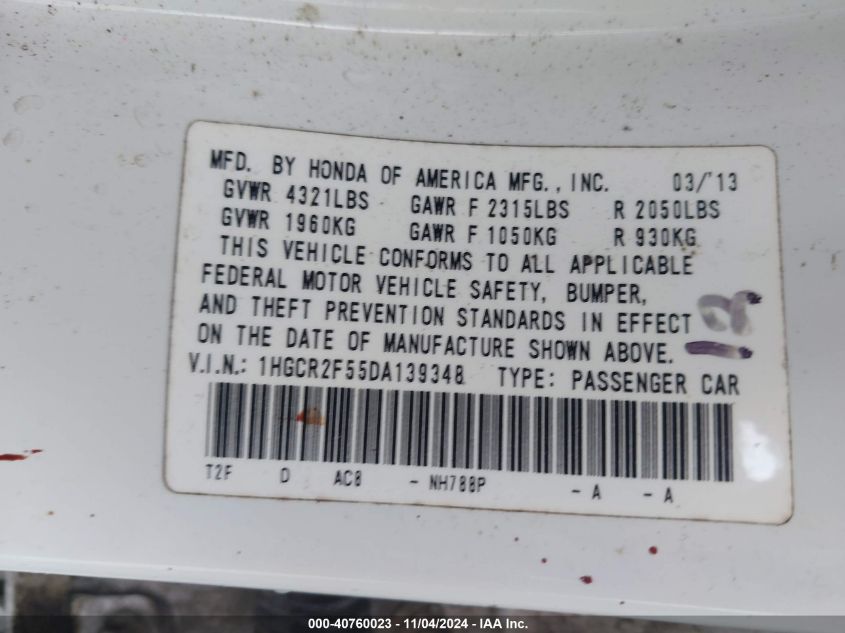 MFD. BY HONDA OF AMERICA MFG., INC. 03/'13
GVWR 4321LBS GAWR F 2315LBS R 2050LBS
GVWR 1960KG GAWR F 1050KG R 930KG
THIS VEHICLE CONFORMS TO ALL APPLICABLE
FEDERAL MOTOR VEHICLE SAFETY, BUMPER,
AND THEFT PREVENTION STANDARDS IN EFFECT
ON THE DATE OF MANUFACTURE SHOWN ABOVE.
V.I.N.: 1HGCR2F55DA139348 TYPE: PASSENGER CAR
T2F D AC8 - NH788P - A - A
000-40760023 - 11/04/2024 - IAA Inc.